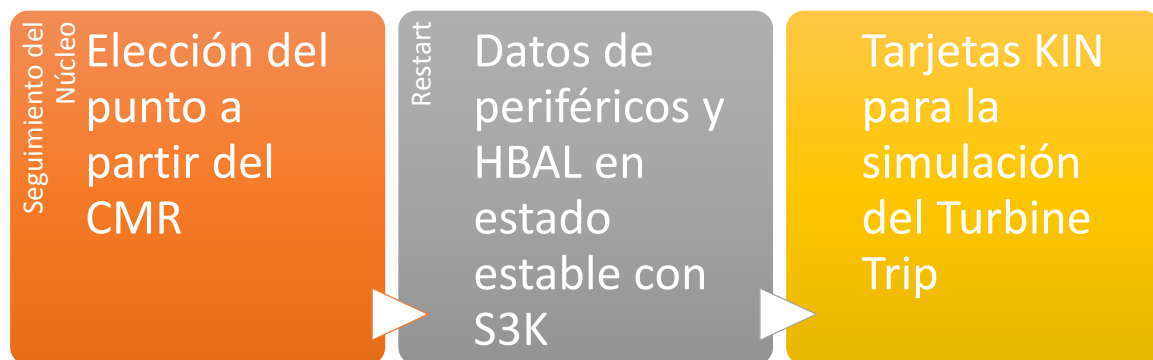 Seguimiento del
Núcleo
Elección del
punto a
partir del
CMR
Restart
Datos de
periféricos y
HBAL en
estado
estable con
S3K
Tarjetas KIN
para la
simulación
del Turbine
Trip